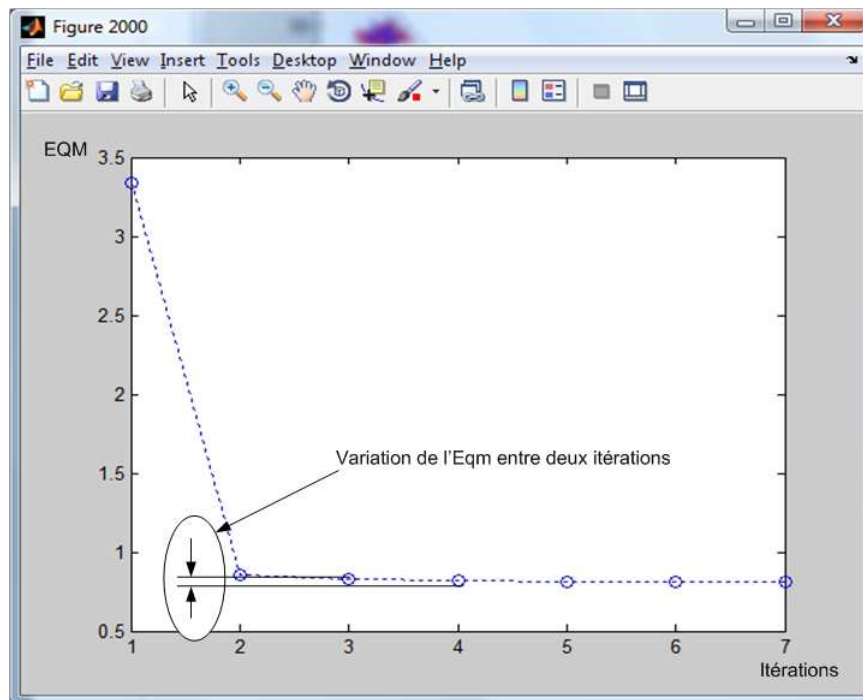 Figure 2000
File Edit View Insert Tools Desktop Window Help
EQM
3.5
3
2.5
2
1.5
1
0.5
Variation de l'Eqm entre deux itérations
1 2 3 4 5 6 7
Itérations